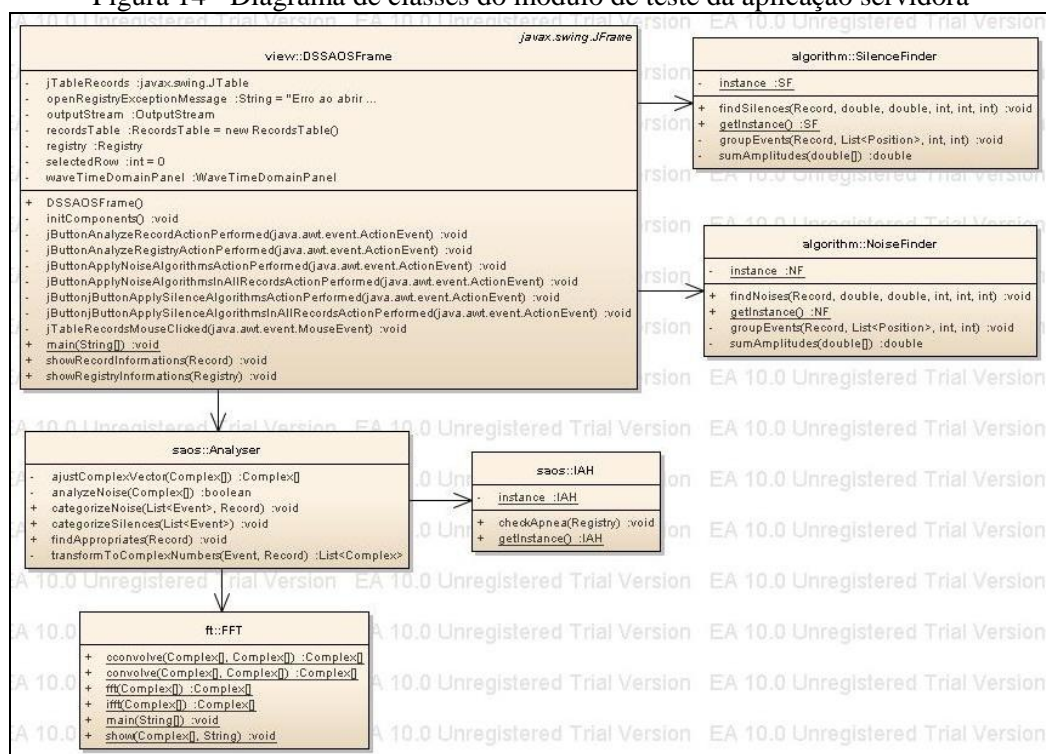 Figura 14 - Diagrama de classes do módulo de teste da aplicação servidora
javax.swing.JFrame
view::DSSAOSFrame
- jTableRecords :javax.swing.JTable
- openRegistryExceptionMessage :String = "Erro ao abrir ...
- outputStream :OutputStream
- recordsTable :RecordsTable = new RecordsTable()
- registry :Registry
- selectedRow :int = 0
- waveTimeDomainPanel :WaveTimeDomainPanel
+ DSSAOSFrame()
- initComponents() :void
- jButtonAnalyzeRecordActionPerformed(java.awt.event.ActionEvent) :void
- jButtonAnalyzeRegistryActionPerformed(java.awt.event.ActionEvent) :void
- jButtonApplyNoiseAlgorithmsActionPerformed(java.awt.event.ActionEvent) :void
- jButtonApplyNoiseAlgorithmsInAllRecordsActionPerformed(java.awt.event.ActionEvent) :void
- jButtonjButtonApplySilenceAlgorithmsActionPerformed(java.awt.event.ActionEvent) :void
- jButtonjButtonApplySilenceAlgorithmsInAllRecordsActionPerformed(java.awt.event.ActionEvent) :void
- jTableRecordsMouseClicked(java.awt.event.MouseEvent) :void
+ main(String[]) :void
+ showRecordInformations(Record) :void
+ showRegistryInformations(Registry) :void
algorithm::SilenceFinder
- instance :SF
+ findSilences(Record, double, double, int, int, int) :void
+ getInstance() :SF
- groupEvents(Record, List<Position>, int, int) :void
- sumAmplitudes(double[]) :double
algorithm::NoiseFinder
- instance :NF
+ findNoises(Record, double, double, int, int, int) :void
+ getInstance() :NF
- groupEvents(Record, List<Position>, int, int) :void
- sumAmplitudes(double[]) :double
saos::Analyser
- ajustComplexVector(Complex[]) :Complex[]
- analyzeNoise(Complex[]) :boolean
+ categorizeNoise(List<Event>, Record) :void
+ categorizeSilences(List<Event>) :void
+ findAppropriates(Record) :void
- transformToComplexNumbers(Event, Record) :List<Complex>
saos::IAH
- instance :IAH
+ checkApnea(Registry) :void
+ getInstance() :IAH
ft::FFT
+ cconvolve(Complex[], Complex[]) :Complex[]
+ convolve(Complex[], Complex[]) :Complex[]
+ fft(Complex[]) :Complex[]
+ ifft(Complex[]) :Complex[]
+ main(String[]) :void
+ show(Complex[], String) :void
EA 10.0 Unregistered Trial Version